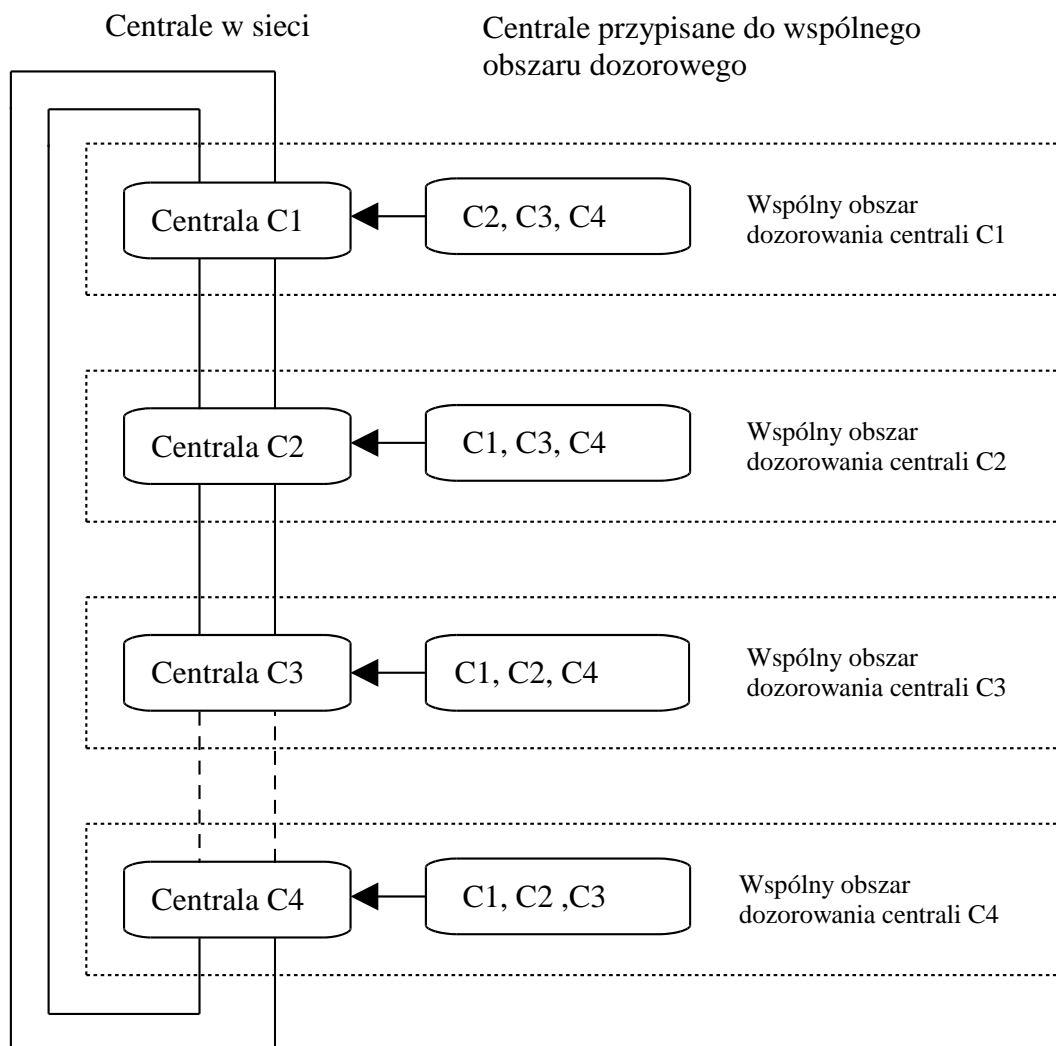 Centrale w sieci
Centrale przypisane do wspólnego
obszaru dozorowego
Centrala C1
C2, C3, C4
Wspólny obszar
dozorowania centrali C1
Centrala C2
C1, C3, C4
Wspólny obszar
dozorowania centrali C2
Centrala C3
C1, C2, C4
Wspólny obszar
dozorowania centrali C3
Centrala C4
C1, C2 ,C3
Wspólny obszar
dozorowania centrali C4